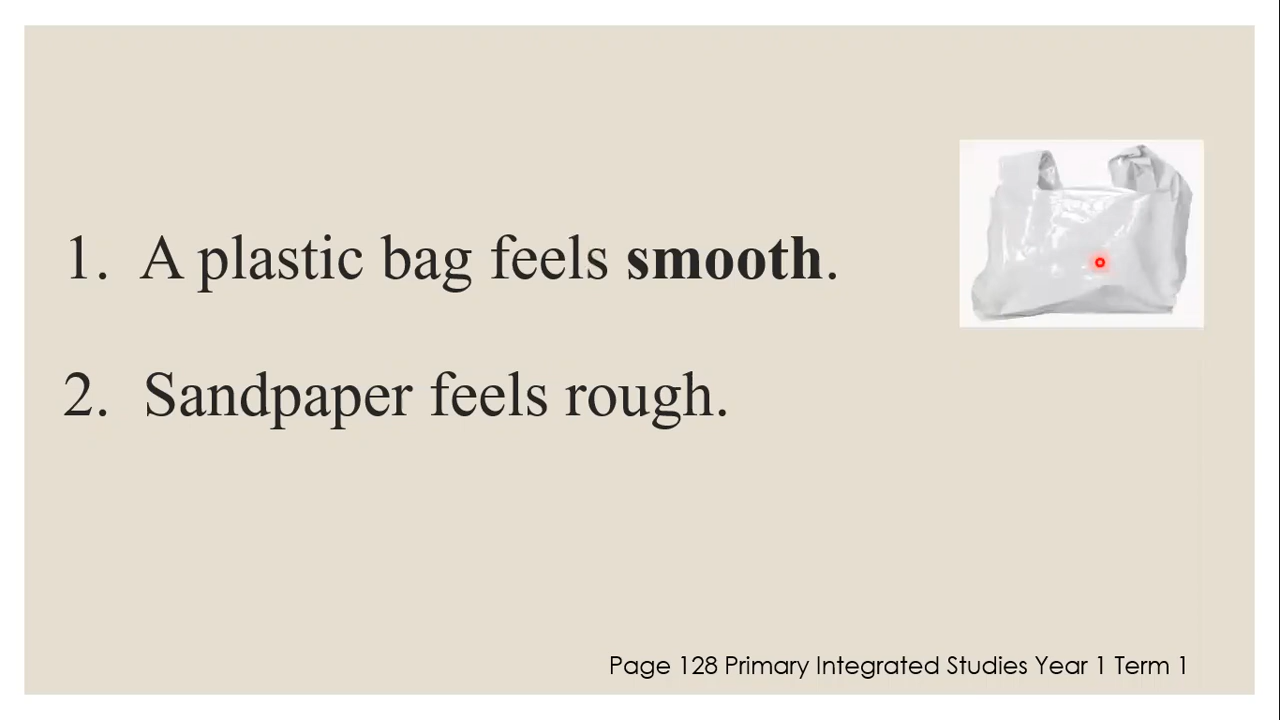 1. A plastic bag feels smooth.
2. Sandpaper feels rough.
Page 128 Primary Integrated Studies Year 1 Term 1